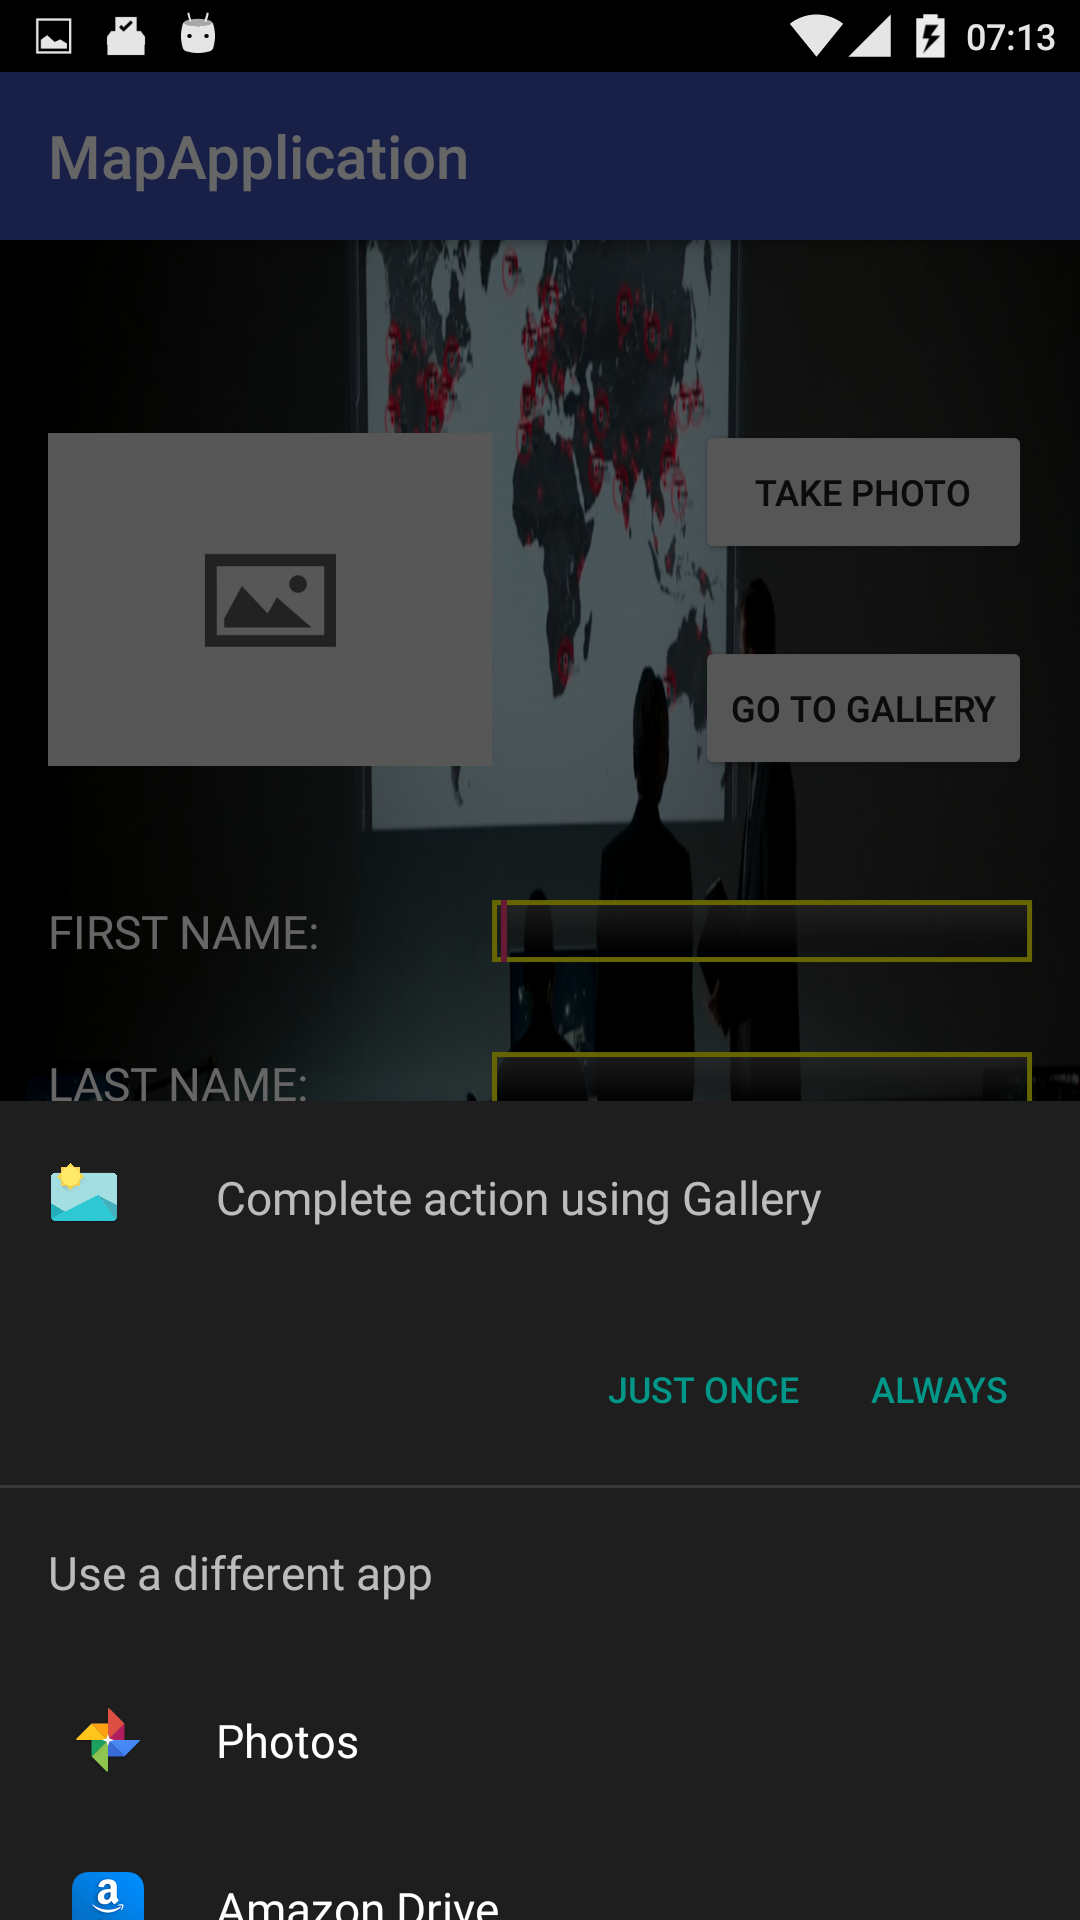 07:13
MapApplication
TAKE PHOTO
GO TO GALLERY
FIRST NAME:
LAST NAME:
Complete action using Gallery
JUST ONCE ALWAYS
Use a different app
Photos
a
Amazon Drive